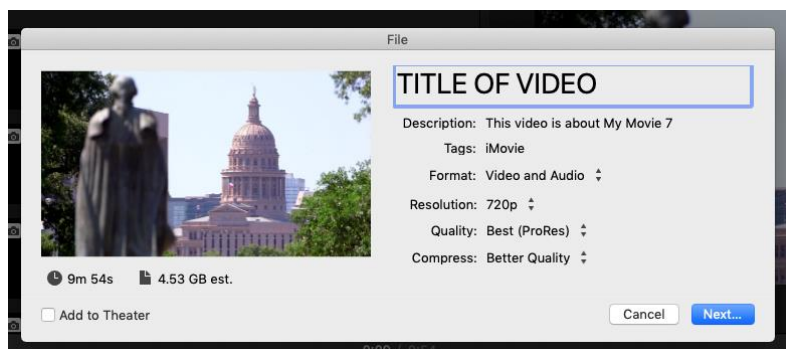 File
TITLE OF VIDEO
Description: This video is about My Movie 7
Tags: iMovie
Format: Video and Audio
Resolution: 720p
Quality: Best (ProRes)
Compress: Better Quality
9m 54s 4.53 GB est.
Add to Theater
Cancel Next...